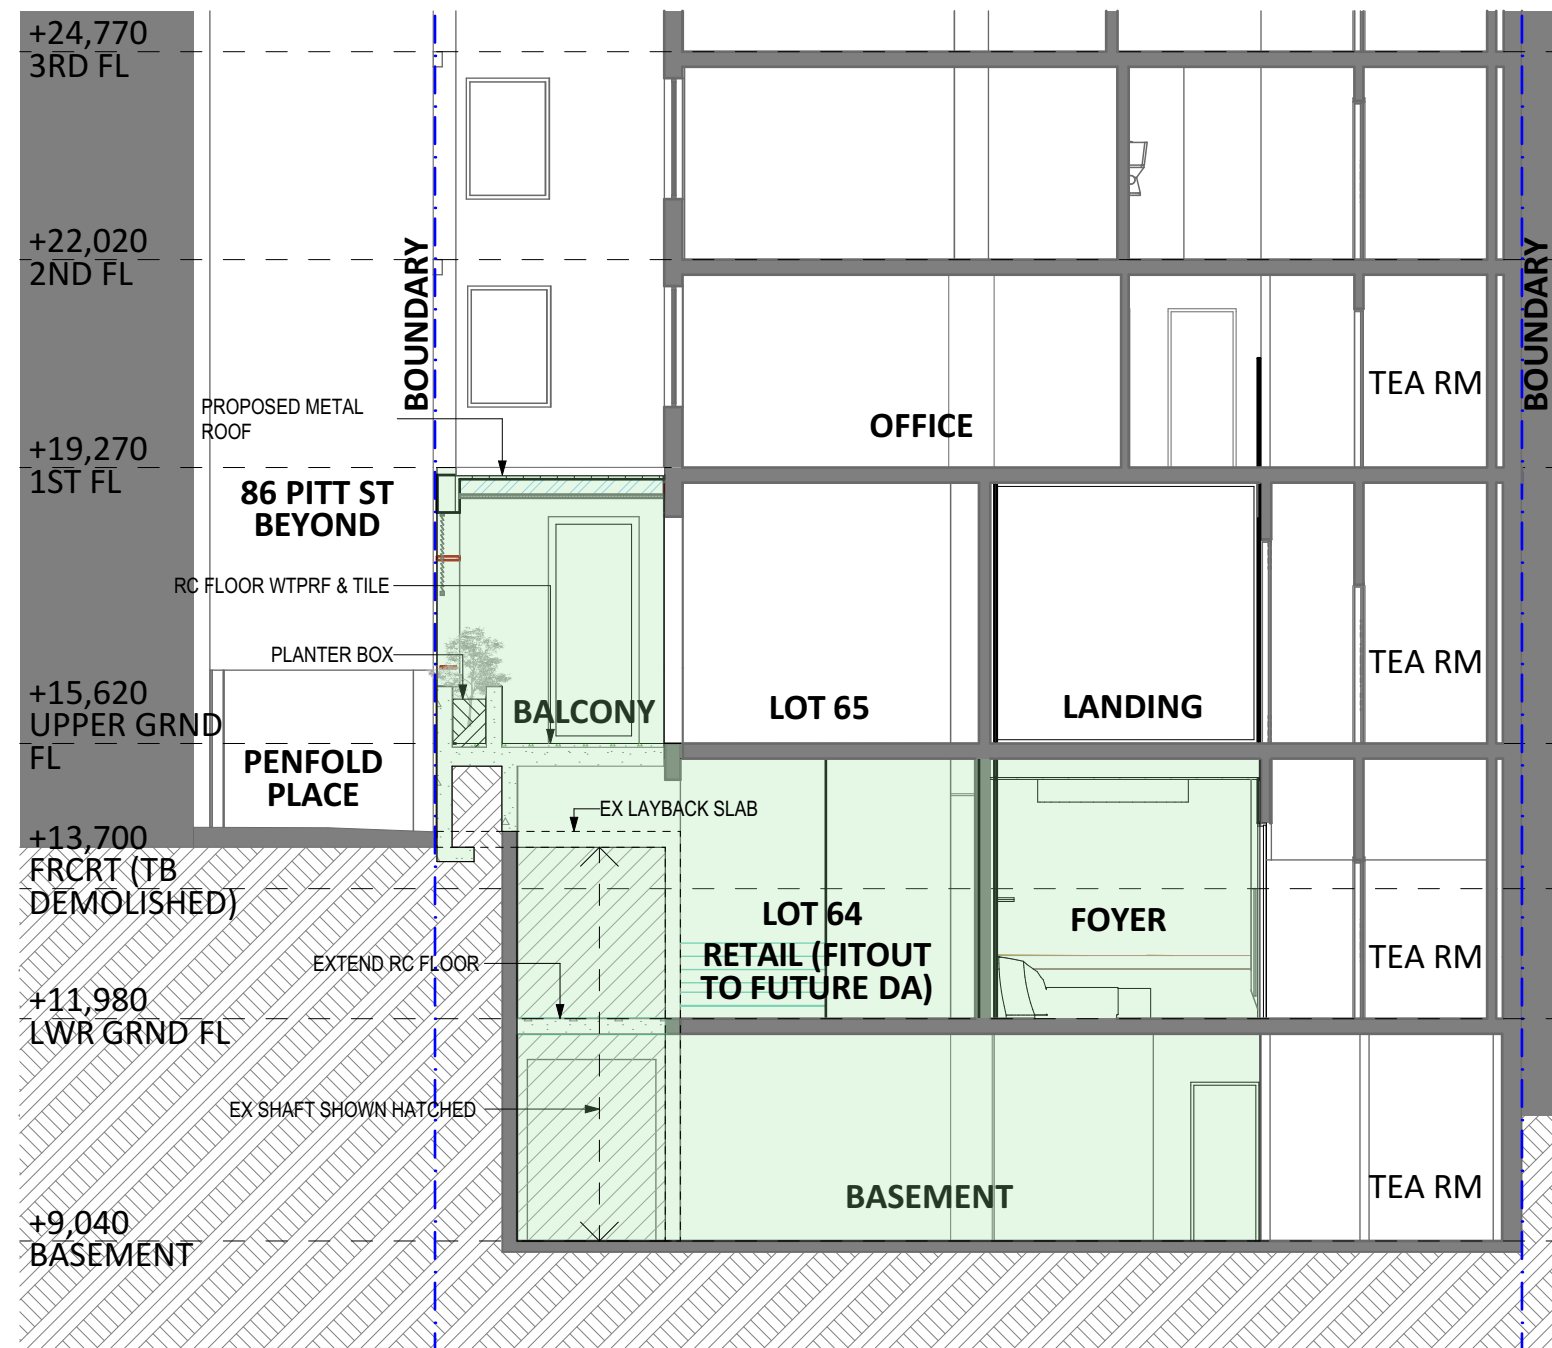 +24,770
3RD FL
+22,020
2ND FL
BOUNDARY
BOUNDARY
TEA RM
PROPOSED METAL
ROOF
OFFICE
+19,270
1ST FL
86 PITT ST
BEYOND
RC FLOOR WTPRF & TILE
PLANTER BOX
TEA RM
+15,620
UPPER GRND
FL
BALCONY
LOT 65
LANDING
PENFOLD
PLACE
EX LAYBACK SLAB
+13,700
FRCRT (TB
DEMOLISHED)
LOT 64
RETAIL (FITOUT
TO FUTURE DA)
FOYER
TEA RM
EXTEND RC FLOOR
+11,980
LWR GRND FL
EX SHAFT SHOWN HATCHED
BASEMENT
TEA RM
+9,040
BASEMENT